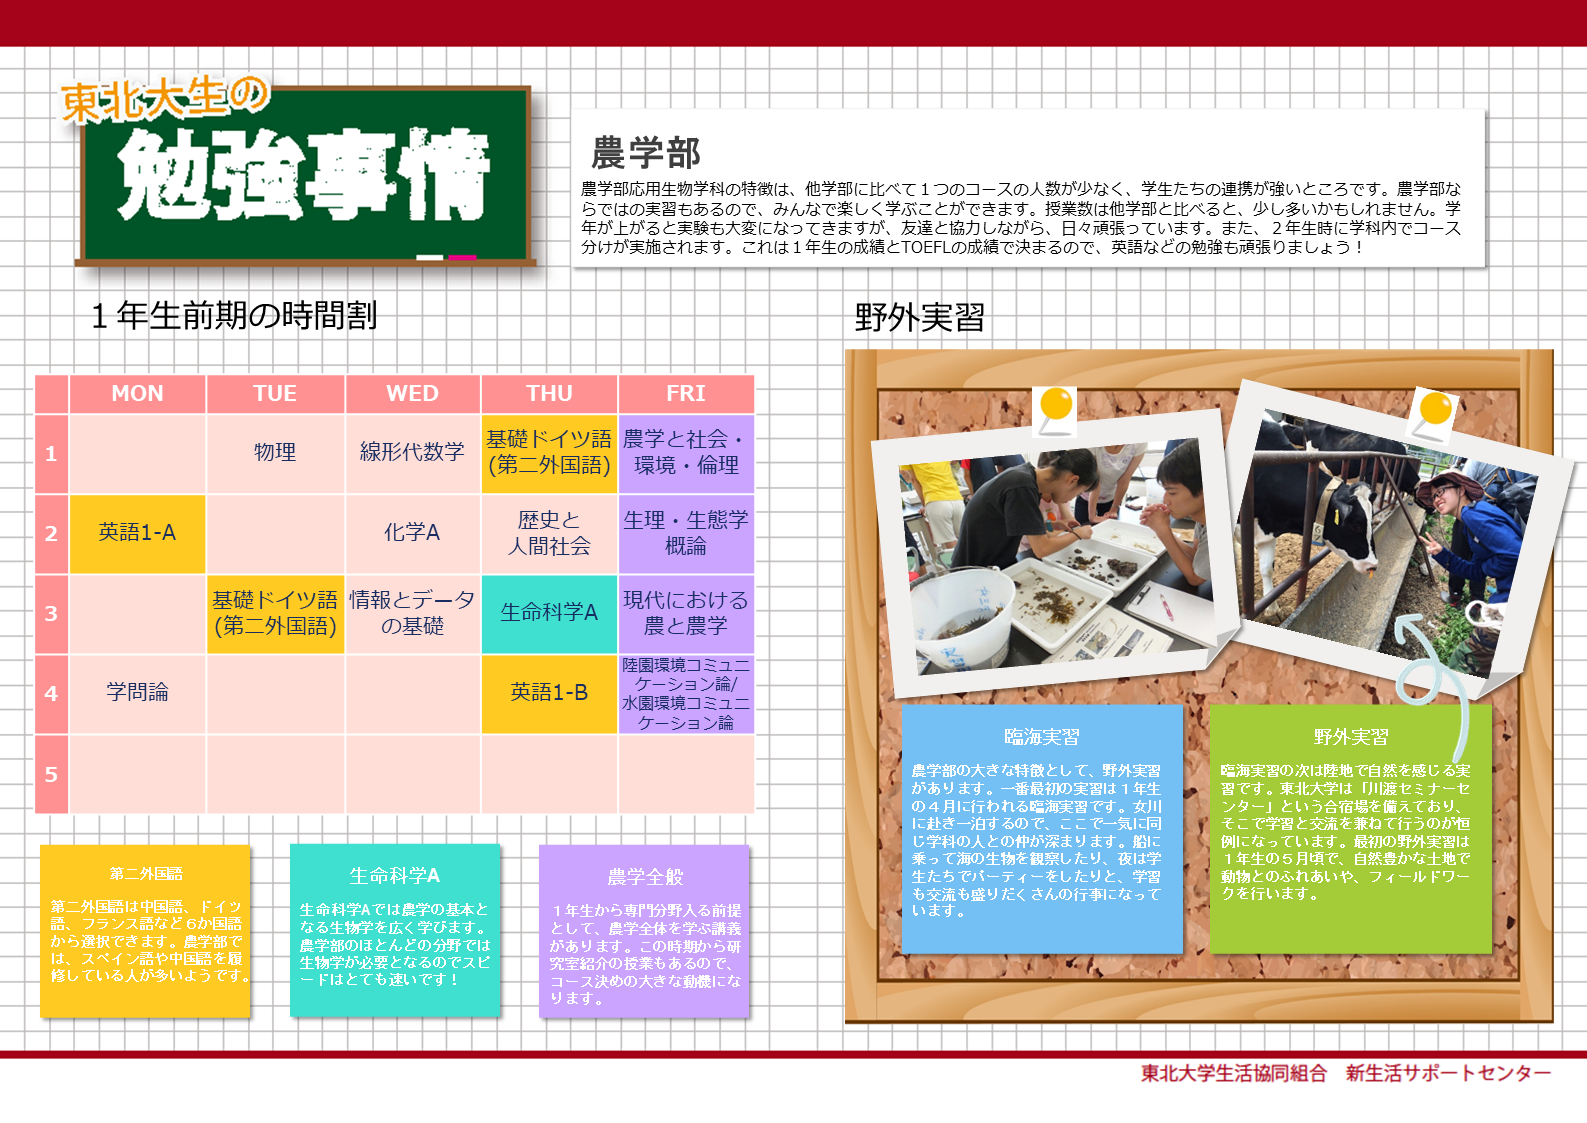 東北大生の
勉強事情
農学部
農学部応用生物学科の特徴は、他学部に比べて１つのコースの人数が少なく、学生たちの連携が強いところです。農学部な
らではの実習もあるので、みんなで楽しく学ぶことができます。授業数は他学部と比べると、少し多いかもしれません。学
年が上がると実験も大変になってきますが、友達と協力しながら、日々頑張っています。また、２年生時に学科内でコース
分けが実施されます。これは１年生の成績とTOEFLの成績で決まるので、英語などの勉強も頑張りましょう！
１年生前期の時間割
MON TUE WED THU FRI
1
物理
線形代数学
基礎ドイツ語
(第二外国語)
農学と社会・
環境・倫理
2
英語1-A
化学A
歴史と
人間社会
生理・生態学
概論
3
基礎ドイツ語
(第二外国語)
情報とデータ
の基礎
生命科学A
現代における
農と農学
4
学問論
英語1-B
陸圏環境コミュニ
ケーション論/
水圏環境コミュニ
ケーション論
5
第二外国語
第二外国語は中国語、ドイツ
語、フランス語など６か国語
から選択できます。農学部で
は、スペイン語や中国語を履
修している人が多いようです。
生命科学A
生命科学Aでは農学の基本と
なる生物学を広く学びます。
農学部のほとんどの分野では
生物学が必要となるのでスピ
ードはとても速いです！
農学全般
１年生から専門分野入る前提
として、農学全体を学ぶ講義
があります。この時期から研
究室紹介の授業もあるので、
コース決めの大きな動機にな
ります。
野外実習
臨海実習
農学部の大きな特徴として、野外実習
があります。一番最初の実習は１年生
の４月に行われる臨海実習です。女川
に赴き一泊するので、ここで一気に同
じ学科の人との仲が深まります。船に
乗って海の生物を観察したり、夜は学
生たちでパーティーをしたりと、学習
も交流も盛りだくさんの行事になって
います。
野外実習
臨海実習の次は陸地で自然を感じる実
習です。東北大学は「川渡セミナーセ
ンター」という合宿場を備えており、
そこで学習と交流を兼ねて行うのが恒
例になっています。最初の野外実習は
１年生の５月頃で、自然豊かな土地で
動物とのふれあいや、フィールドワー
クを行います。
東北大学生活協同組合　新生活サポートセンター